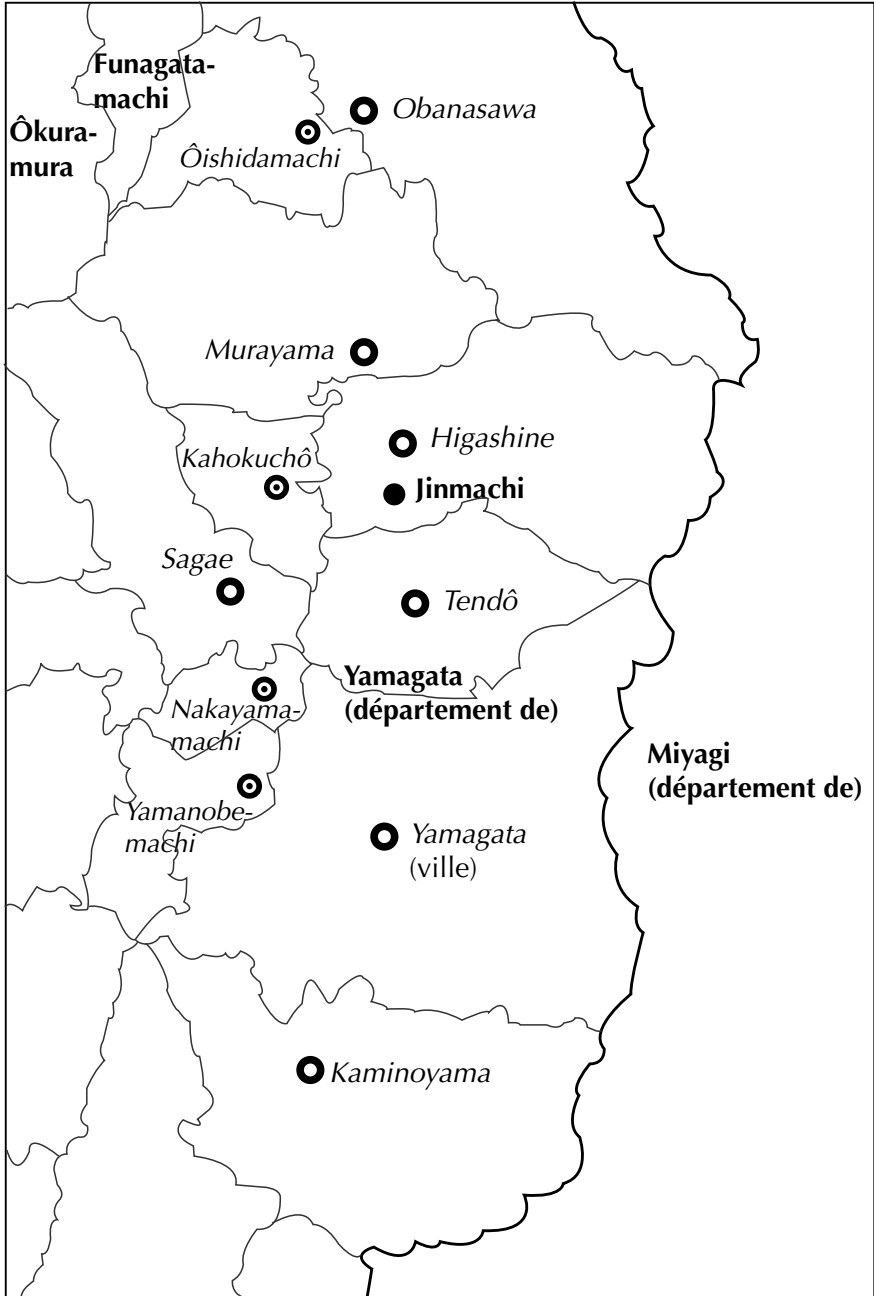 Funagata-
machi
Obanasawa
Ôkura-
mura
Ôishidamachi
Murayama
Higashine
Kahokuchô
Jinmachi
Sagae
Tendô
Yamagata
(département de)
Nakayama-
machi
Miyagi
(département de)
Yamanobe-
machi
Yamagata
(ville)
Kaminoyama